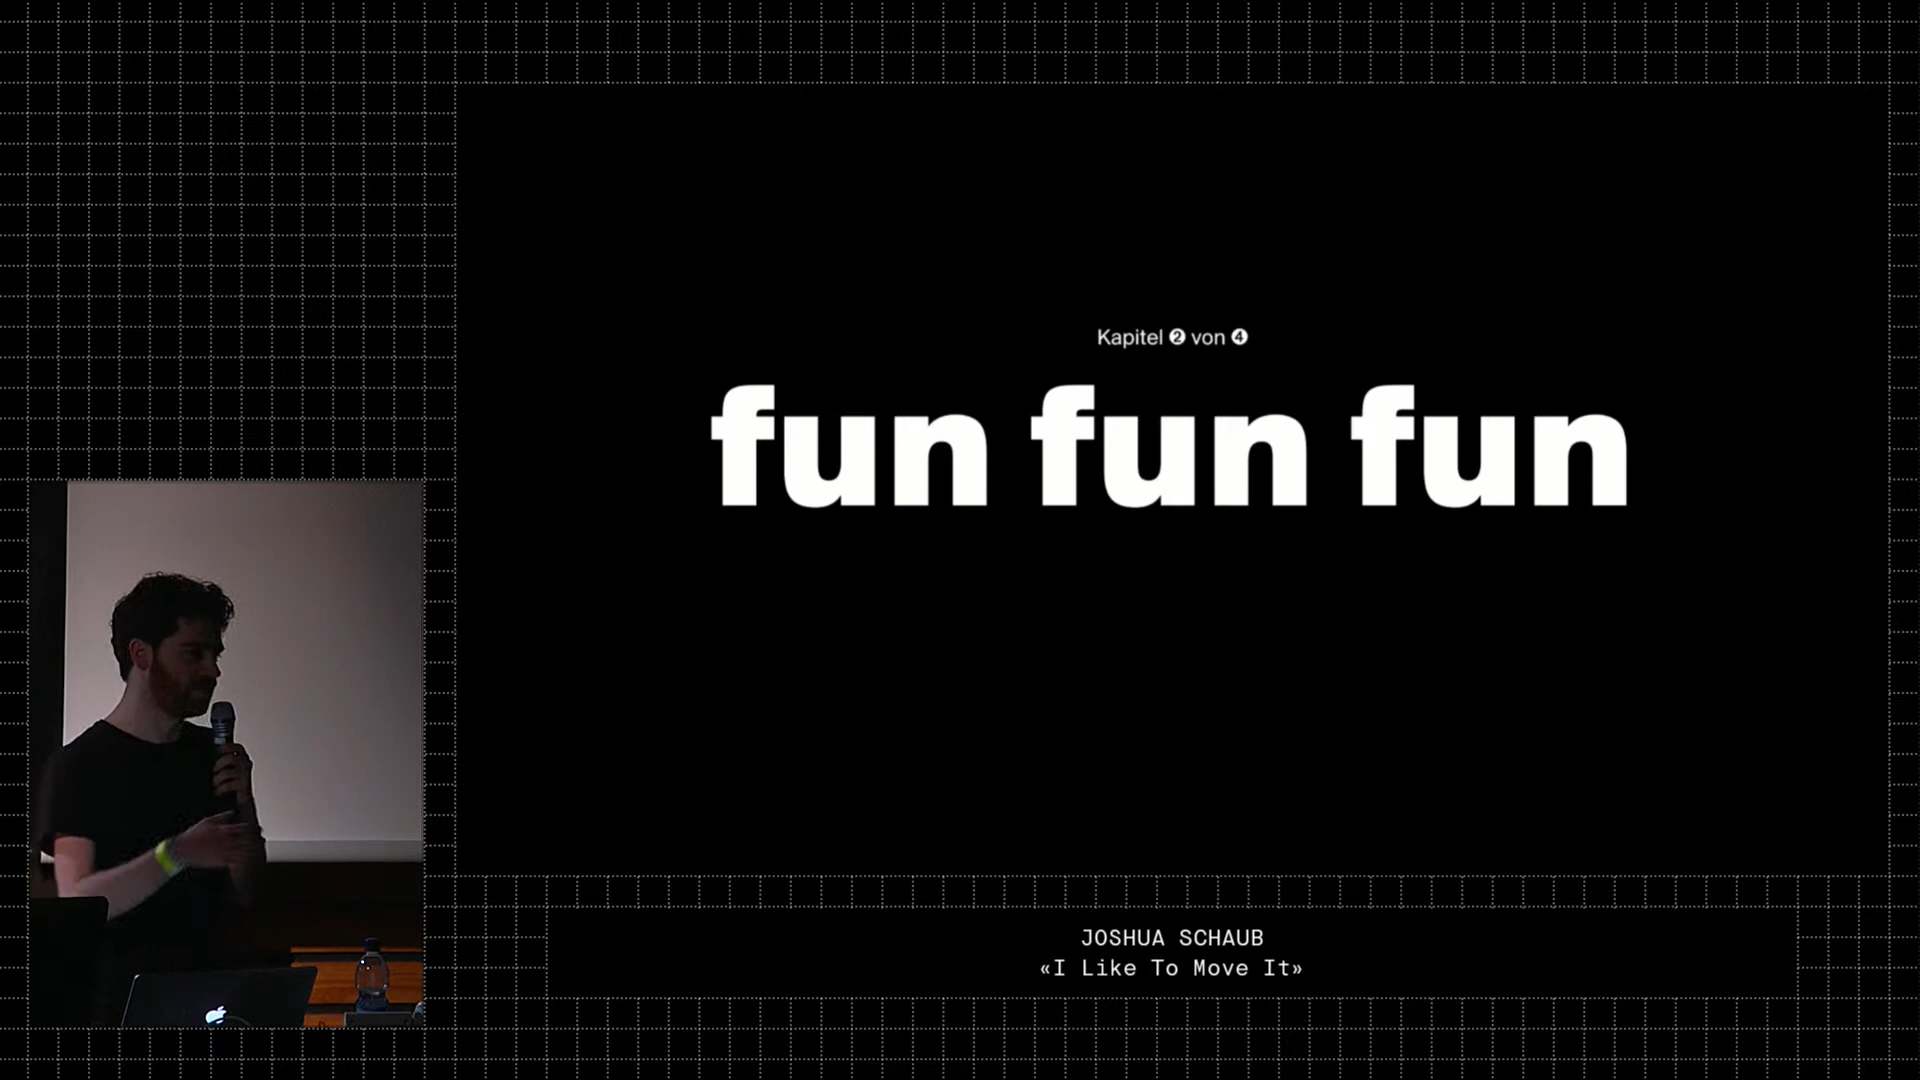 Kapitel ❷ von ❹
fun fun fun
JOSHUA SCHAUB
«I Like To Move It»